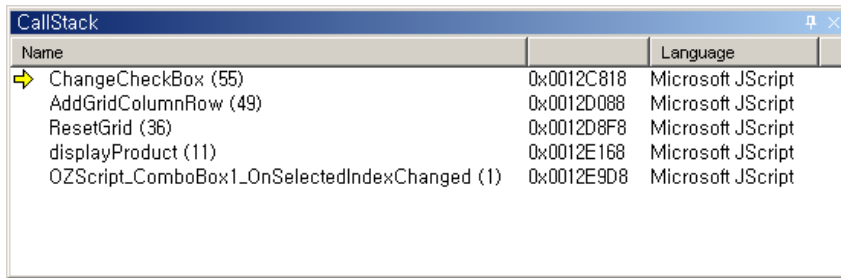 CallStack
Name Language
ChangeCheckBox (55) 0x0012C818 Microsoft JScript
AddGridColumnRow (49) 0x0012D088 Microsoft JScript
ResetGrid (36) 0x0012D8F8 Microsoft JScript
displayProduct (11) 0x0012E168 Microsoft JScript
OZScript_ComboBox1_OnSelectedIndexChanged (1) 0x0012E9D8 Microsoft JScript